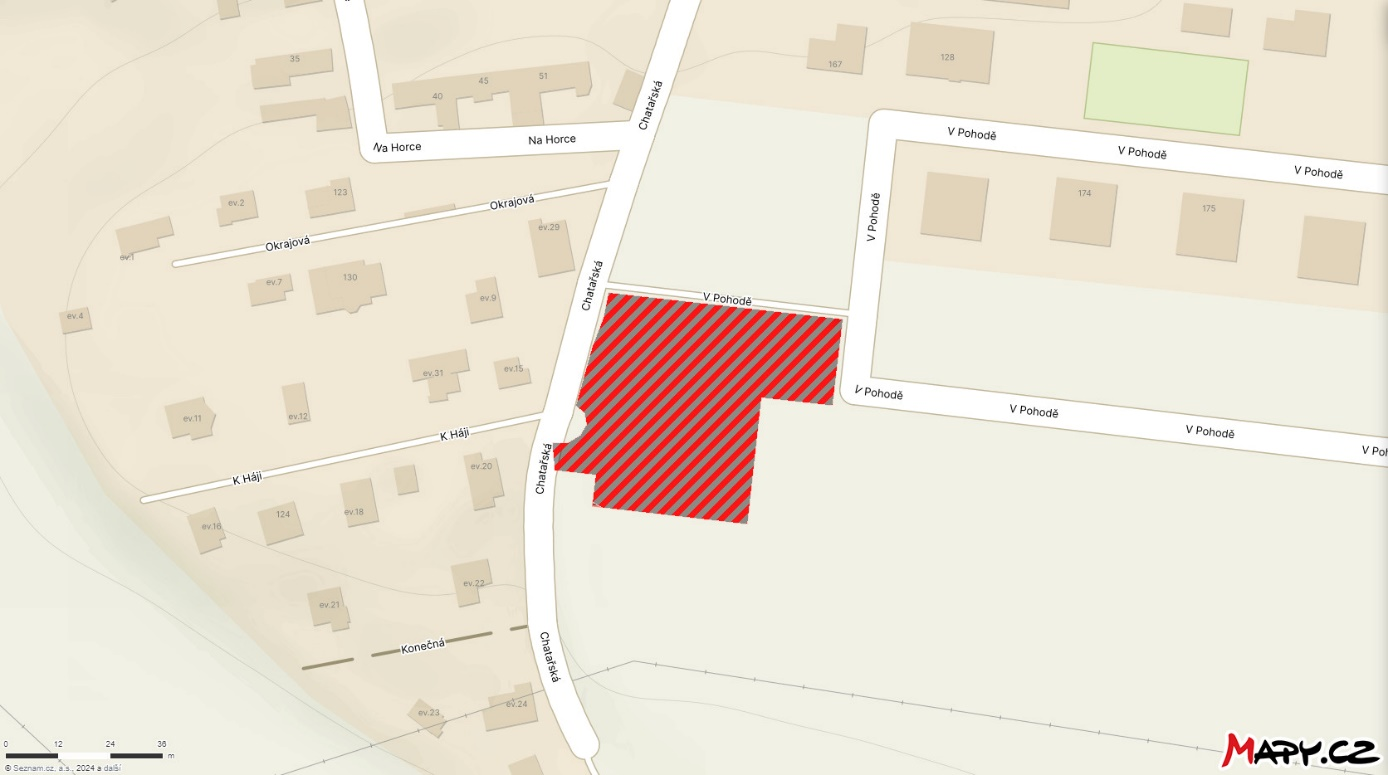 35
40
45
51
Chatařská
167
128
Na Horce
Na Horce
V Pohodě
V Pohodě
V Pohodě
ev.2
123
Okrajová
Okrajová
ev.1
ev.29
V Pohodě
174
175
ev.7
130
ev.9
Chatařská
V Pohodě
ev.4
ev.31
ev.15
V Pohodě
V Pohodě
V Pohodě
V Poh
ev.11
ev.12
K Háji
K Háji
Chatařská
ev.20
ev.16
124
ev.18
ev.22
ev.21
Konečná
Chatařská
ev.23
ev.24
0 12 24 36 m
© Seznam.cz, a.s., 2024 a další
MAPY.CZ